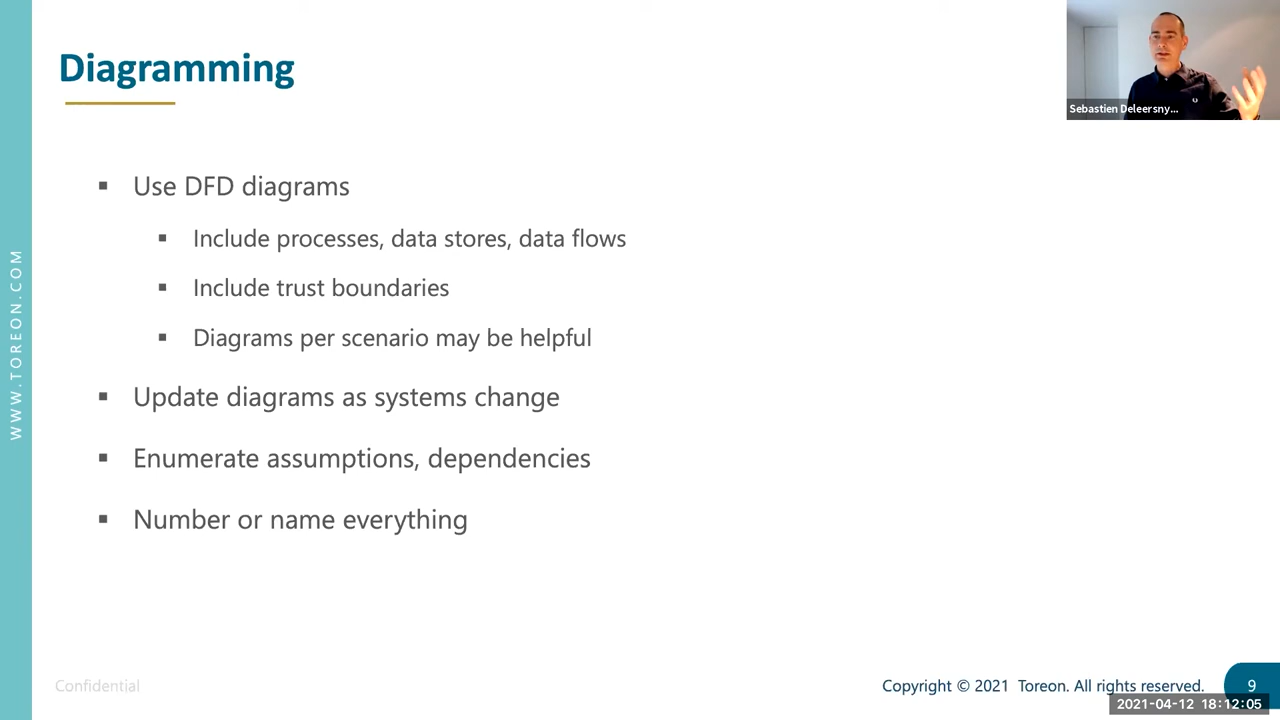 Diagramming
Sebastien Deleersny...
▪ Use DFD diagrams
▪ Include processes, data stores, data flows
▪ Include trust boundaries
▪ Diagrams per scenario may be helpful
▪ Update diagrams as systems change
▪ Enumerate assumptions, dependencies
▪ Number or name everything
WWW.TOREON.COM
Confidential
Copyright © 2021 Toreon. All rights reserved.
9
2021-04-12 18:12:05